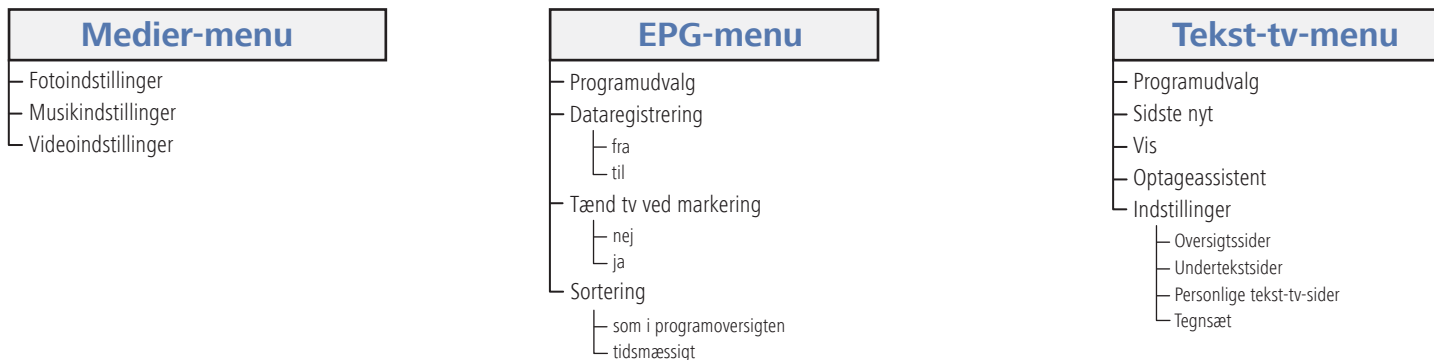 Medier-menu
Fotoindstillinger
Musikindstillinger
Videoindstillinger
EPG-menu
Programudvalg
Dataregistrering
fra
til
Tænd tv ved markering
nej
ja
Sortering
som i programoversigten
tidsmæssigt
Tekst-tv-menu
Programudvalg
Sidste nyt
Vis
Optageassistent
Indstillinger
Oversigtssider
Undertekstsider
Personlige tekst-tv-sider
Tegnsæt